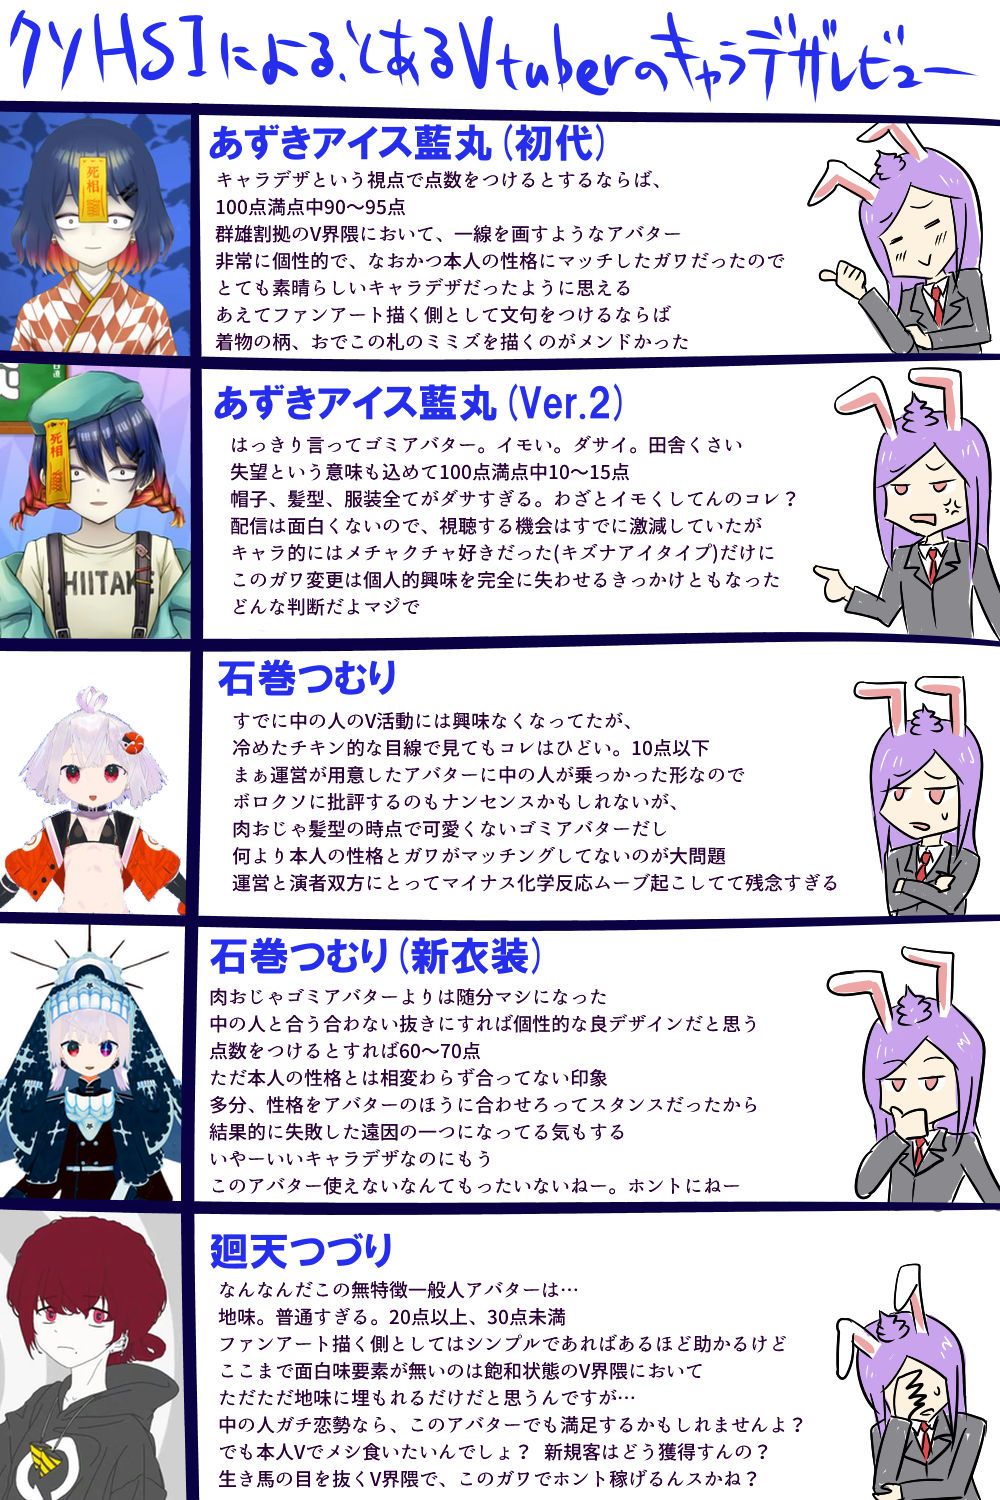 クソHSIによる、とあるVtuberのキャラデザレビュー
あずきアイス藍丸(初代)
キャラデザという視点で点数をつけるとするならば、
100点満点中90〜95点
群雄割拠のV界隈において、一線を画すようなアバター
非常に個性的で、なおかつ本人の性格にマッチしたガワだったので
とても素晴らしいキャラデザだったように思える
あえてファンアート描く側として文句をつけるならば
着物の柄、おでこの札のミミズを描くのがメンドかった
死相
あずきアイス藍丸(Ver.2)
はっきり言ってゴミアバター。イモい。ダサイ。田舎くさい
失望という意味も込めて100点満点中10〜15点
帽子、髪型、服装全てがダサすぎる。わざとイモくしてんのコレ?
配信は面白くないので、視聴する機会はすでに激減していたが
キャラ的にはメチャクチャ好きだった(キズナアイタイプ)だけに
このガワ変更は個人的興味を完全に失わせるきっかけともなった
どんな判断だよマジで
日直
死相
SHIITAKE
石巻つむり
すでに中の人のV活動には興味なくなってたが、
冷めたチキン的な目線で見てもコレはひどい。10点以下
まぁ運営が用意したアバターに中の人が乗っかった形なので
ボロクソに批評するのもナンセンスかもしれないが、
肉おじゃ髪型の時点で可愛くないゴミアバターだし
何より本人の性格とガワがマッチングしてないのが大問題
運営と演者双方にとってマイナス化学反応ムーブ起こしてて残念すぎる
石巻つむり(新衣装)
肉おじゃゴミアバターよりは随分マシになった
中の人と合う合わない抜きにすれば個性的な良デザインだと思う
点数をつけるとすれば60〜70点
ただ本人の性格とは相変わらず合ってない印象
多分、性格をアバターのほうに合わせろってスタンスだったから
結果的に失敗した遠因の一つになってる気もする
いやーいいキャラデザなのにもう
このアバター使えないなんてもったいないねー。ホントにねー
廻天つづり
なんなんだこの無特徴一般人アバターは…
地味。普通すぎる。20点以上、30点未満
ファンアート描く側としてはシンプルであればあるほど助かるけど
ここまで面白味要素が無いのは飽和状態のV界隈において
ただただ地味に埋もれるだけだと思うんですが…
中の人ガチ恋勢なら、このアバターでも満足するかもしれませんよ?
でも本人Vでメシ食いたいんでしょ? 新規客はどう獲得すんの?
生き馬の目を抜くV界隈で、このガワでホント稼げるんスかね?